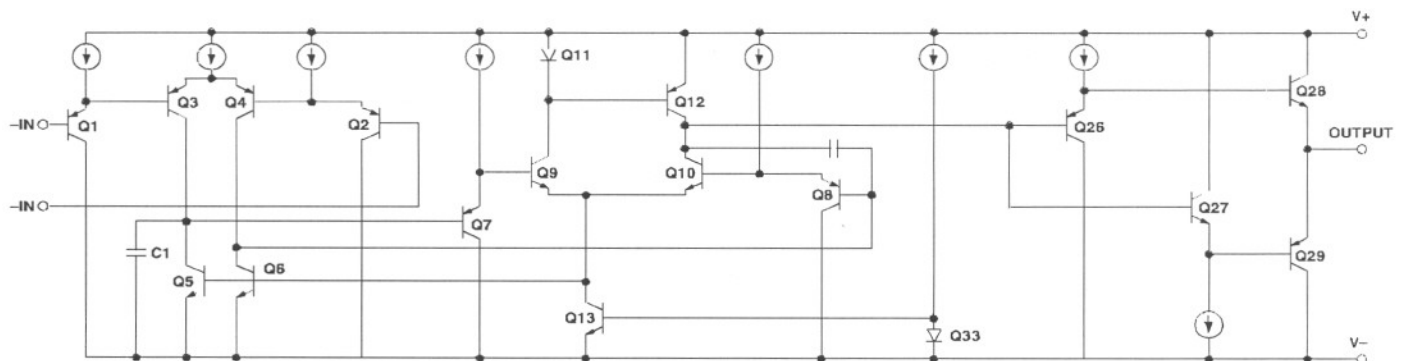 V+
Q11
Q3
Q4
Q12
Q28
–IN
Q1
Q2
Q26
OUTPUT
Q9
Q10
Q8
–IN
Q7
Q27
C1
Q5
Q6
Q29
Q13
Q33
V–